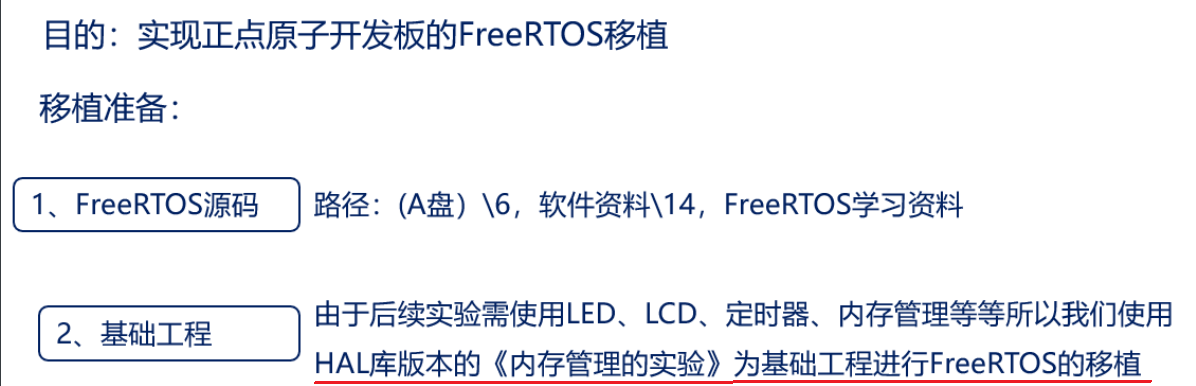 目的：实现正点原子开发板的FreeRTOS移植
移植准备：
1、FreeRTOS源码
路径：(A盘）\6，软件资料\14，FreeRTOS学习资料
2、基础工程
由于后续实验需使用LED、LCD、定时器、内存管理等等所以我们使用
HAL库版本的《内存管理的实验》为基础工程进行FreeRTOS的移植